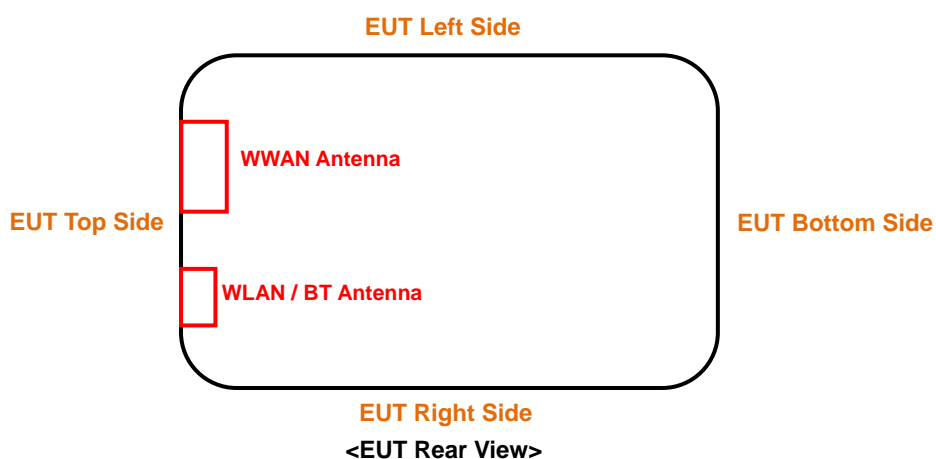 EUT Left Side
WWAN Antenna
EUT Top Side
EUT Bottom Side
WLAN / BT Antenna
EUT Right Side
<EUT Rear View>